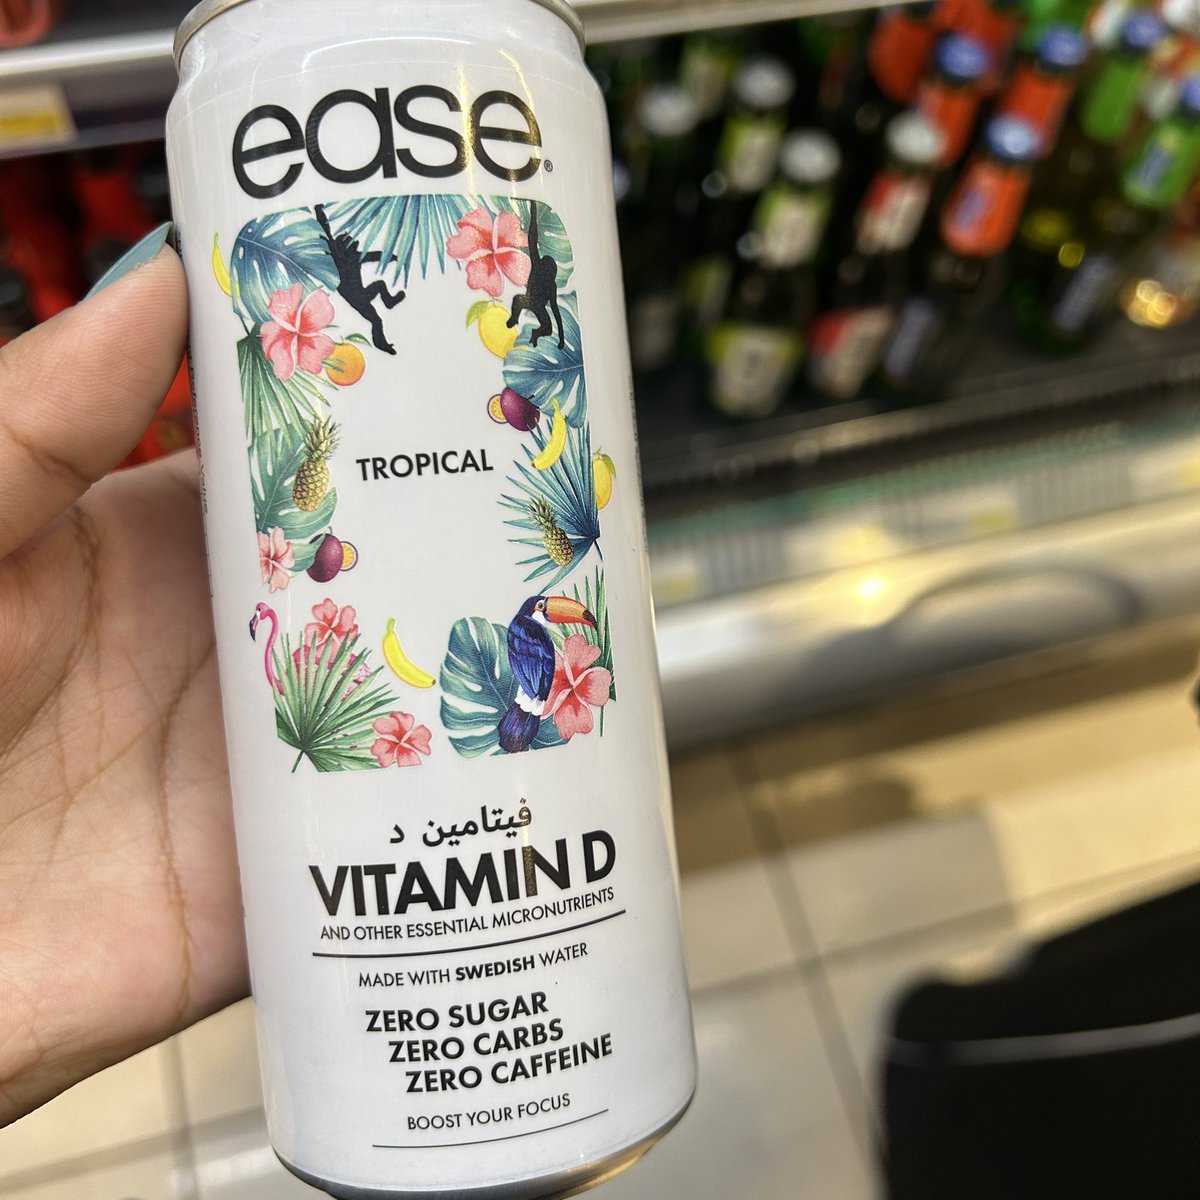 ease®
TROPICAL
فيتامين د
VITAMIN D
AND OTHER ESSENTIAL MICRONUTRIENTS
MADE WITH SWEDISH WATER
ZERO SUGAR
ZERO CARBS
ZERO CAFFEINE
BOOST YOUR FOCUS